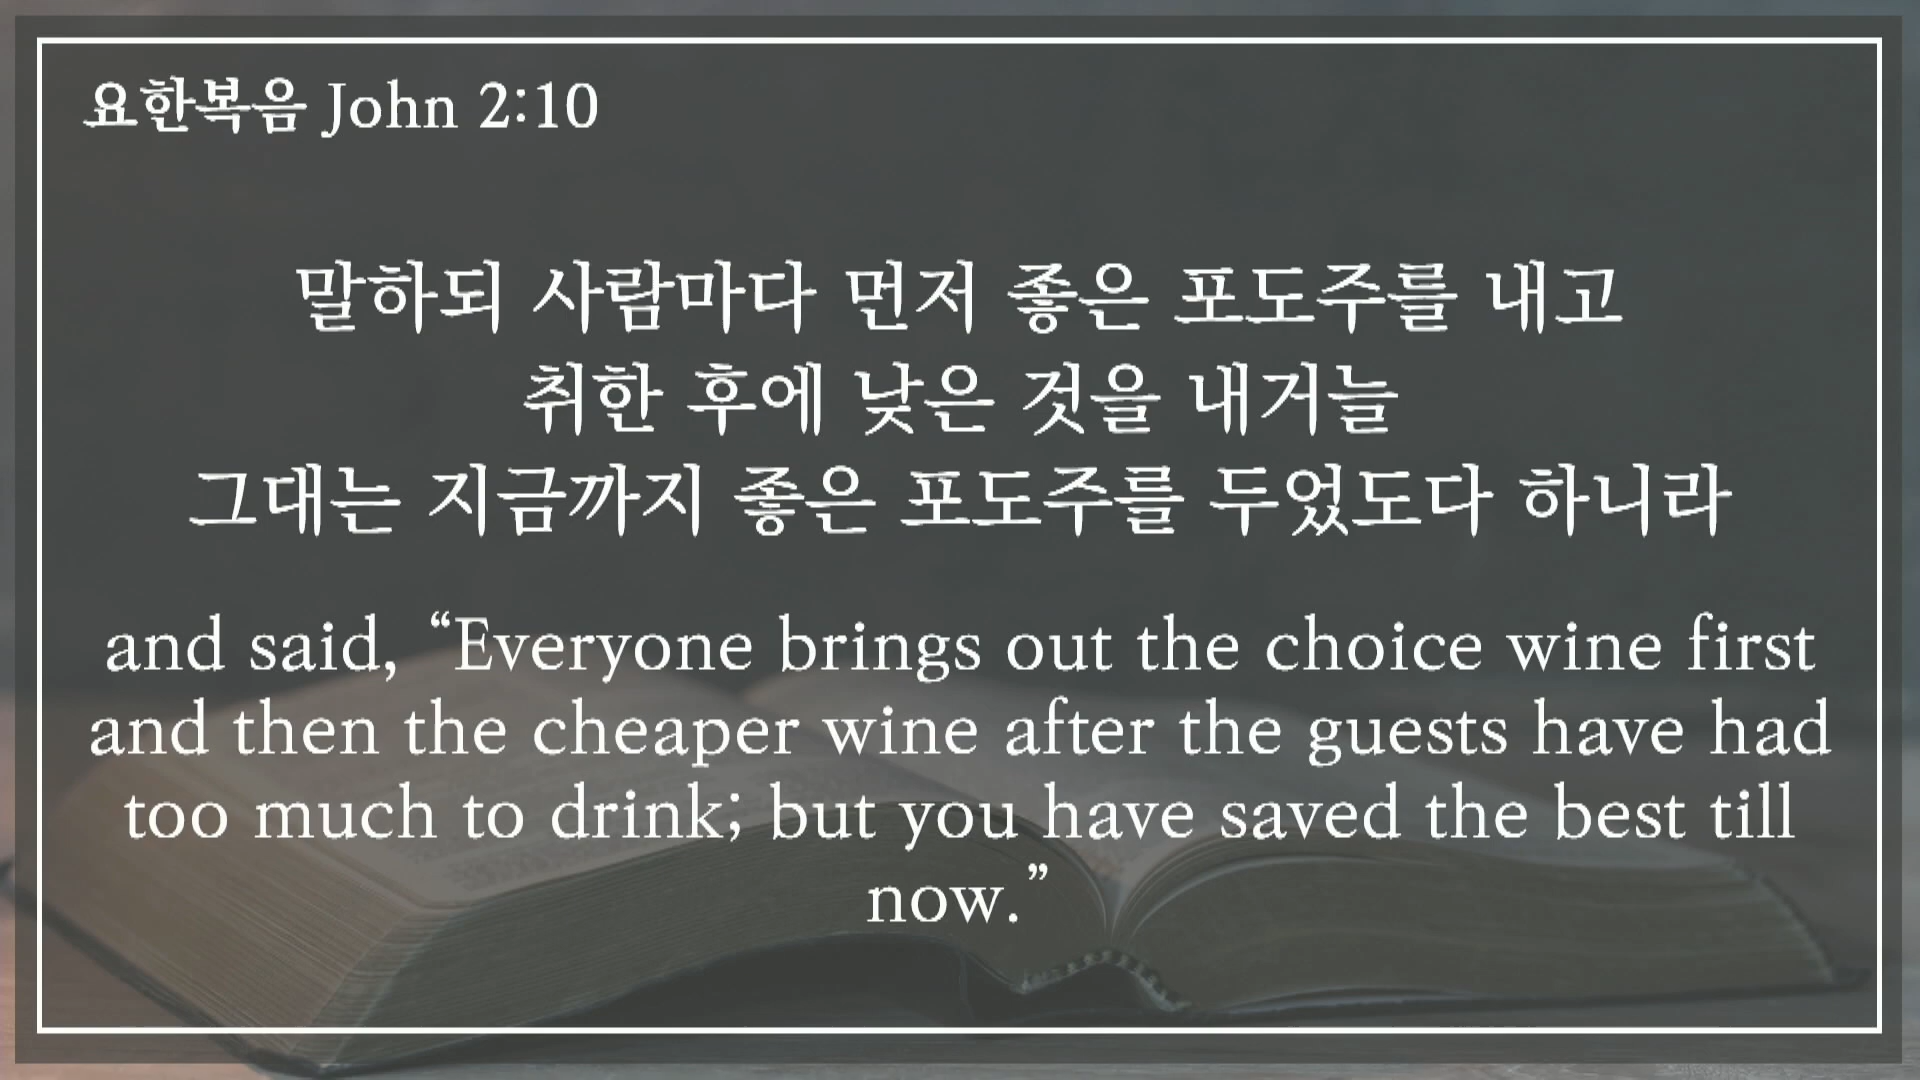 요한복음 John 2:10
말하되 사람마다 먼저 좋은 포도주를 내고
취한 후에 낮은 것을 내거늘
그대는 지금까지 좋은 포도주를 두었도다 하니라
and said, “Everyone brings out the choice wine first
and then the cheaper wine after the guests have had
too much to drink; but you have saved the best till
now.”